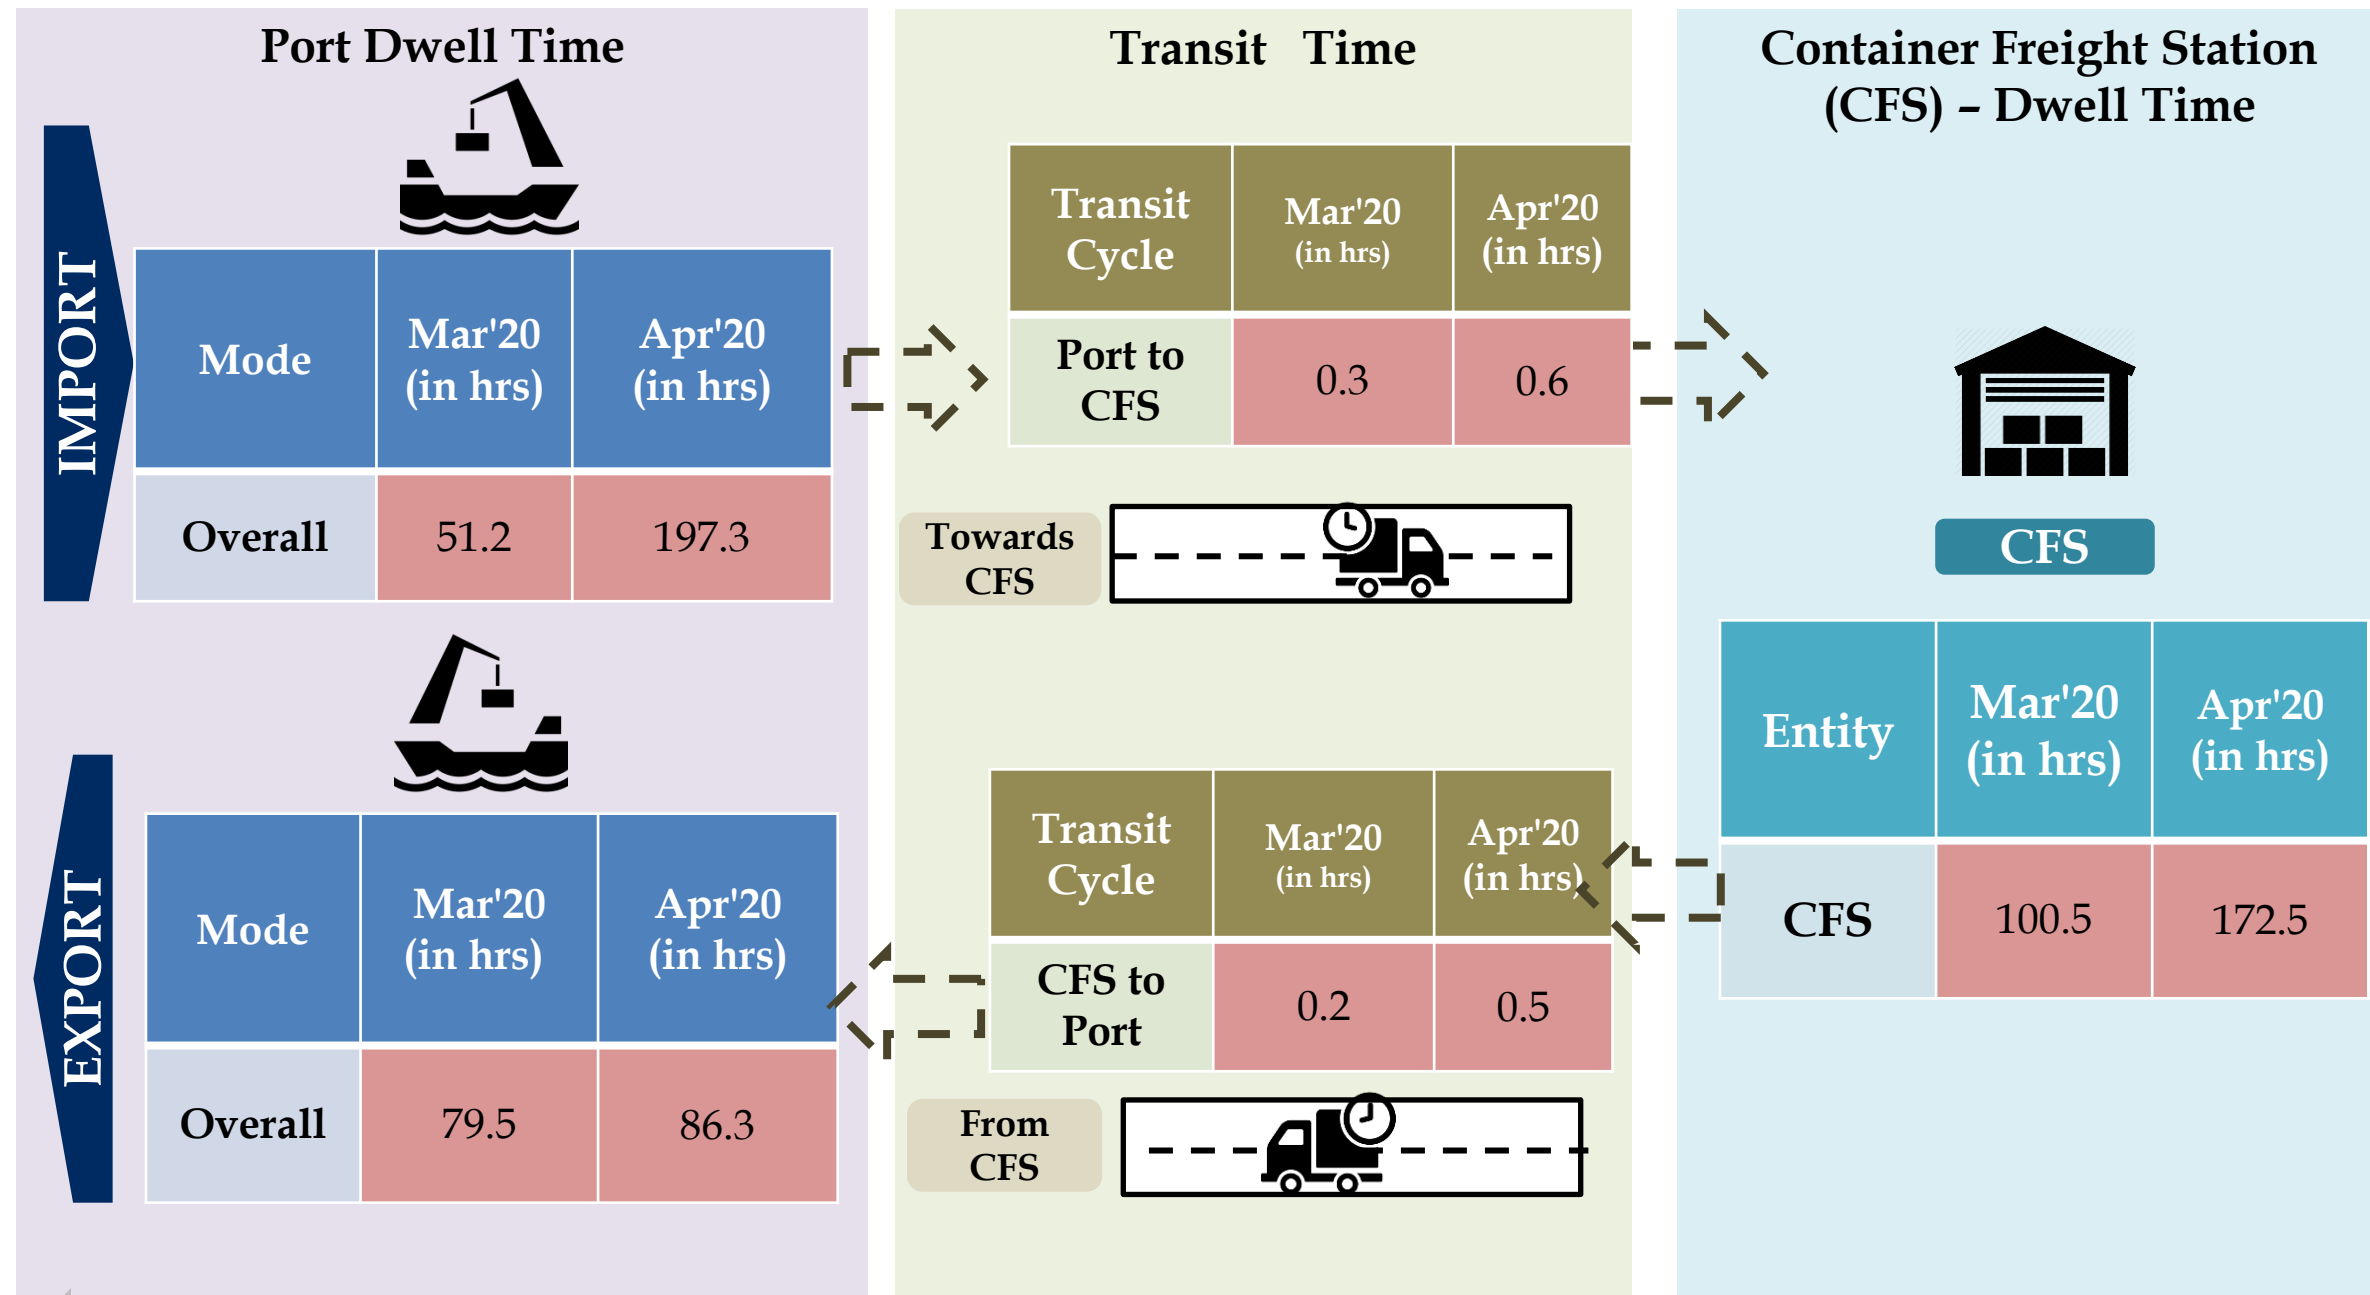 Port Dwell Time
IMPORT
Mode
Mar'20
(in hrs)
Apr'20
(in hrs)
Overall
51.2
197.3
EXPORT
Mode
Mar'20
(in hrs)
Apr'20
(in hrs)
Overall
79.5
86.3
Transit Time
Transit
Cycle
Mar'20
(in hrs)
Apr'20
(in hrs)
Port to
CFS
0.3
0.6
Towards
CFS
Transit
Cycle
Mar'20
(in hrs)
Apr'20
(in hrs)
CFS to
Port
0.2
0.5
From
CFS
Container Freight Station
(CFS) – Dwell Time
CFS
Entity
Mar'20
(in hrs)
Apr'20
(in hrs)
CFS
100.5
172.5